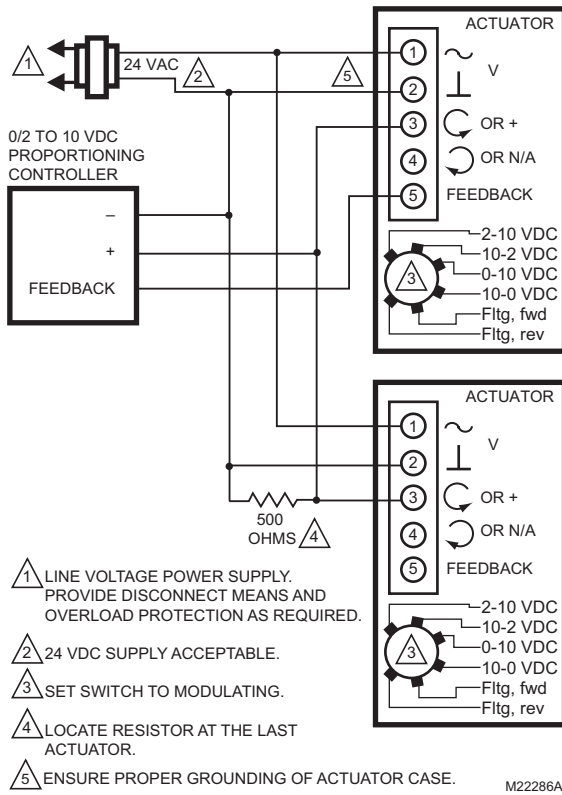 1
24 VAC
2
5
0/2 TO 10 VDC
PROPORTIONING
CONTROLLER
–
+
FEEDBACK
ACTUATOR
1
V
2
3 OR +
4 OR N/A
5 FEEDBACK
3
2-10 VDC
10-2 VDC
0-10 VDC
10-0 VDC
Fltg, fwd
Fltg, rev
ACTUATOR
1
V
2
3 OR +
4 OR N/A
5 FEEDBACK
3
2-10 VDC
10-2 VDC
0-10 VDC
10-0 VDC
Fltg, fwd
Fltg, rev
500
OHMS 4
1 LINE VOLTAGE POWER SUPPLY.
PROVIDE DISCONNECT MEANS AND
OVERLOAD PROTECTION AS REQUIRED.
2 24 VDC SUPPLY ACCEPTABLE.
3 SET SWITCH TO MODULATING.
4 LOCATE RESISTOR AT THE LAST
ACTUATOR.
5 ENSURE PROPER GROUNDING OF ACTUATOR CASE.
M22286A